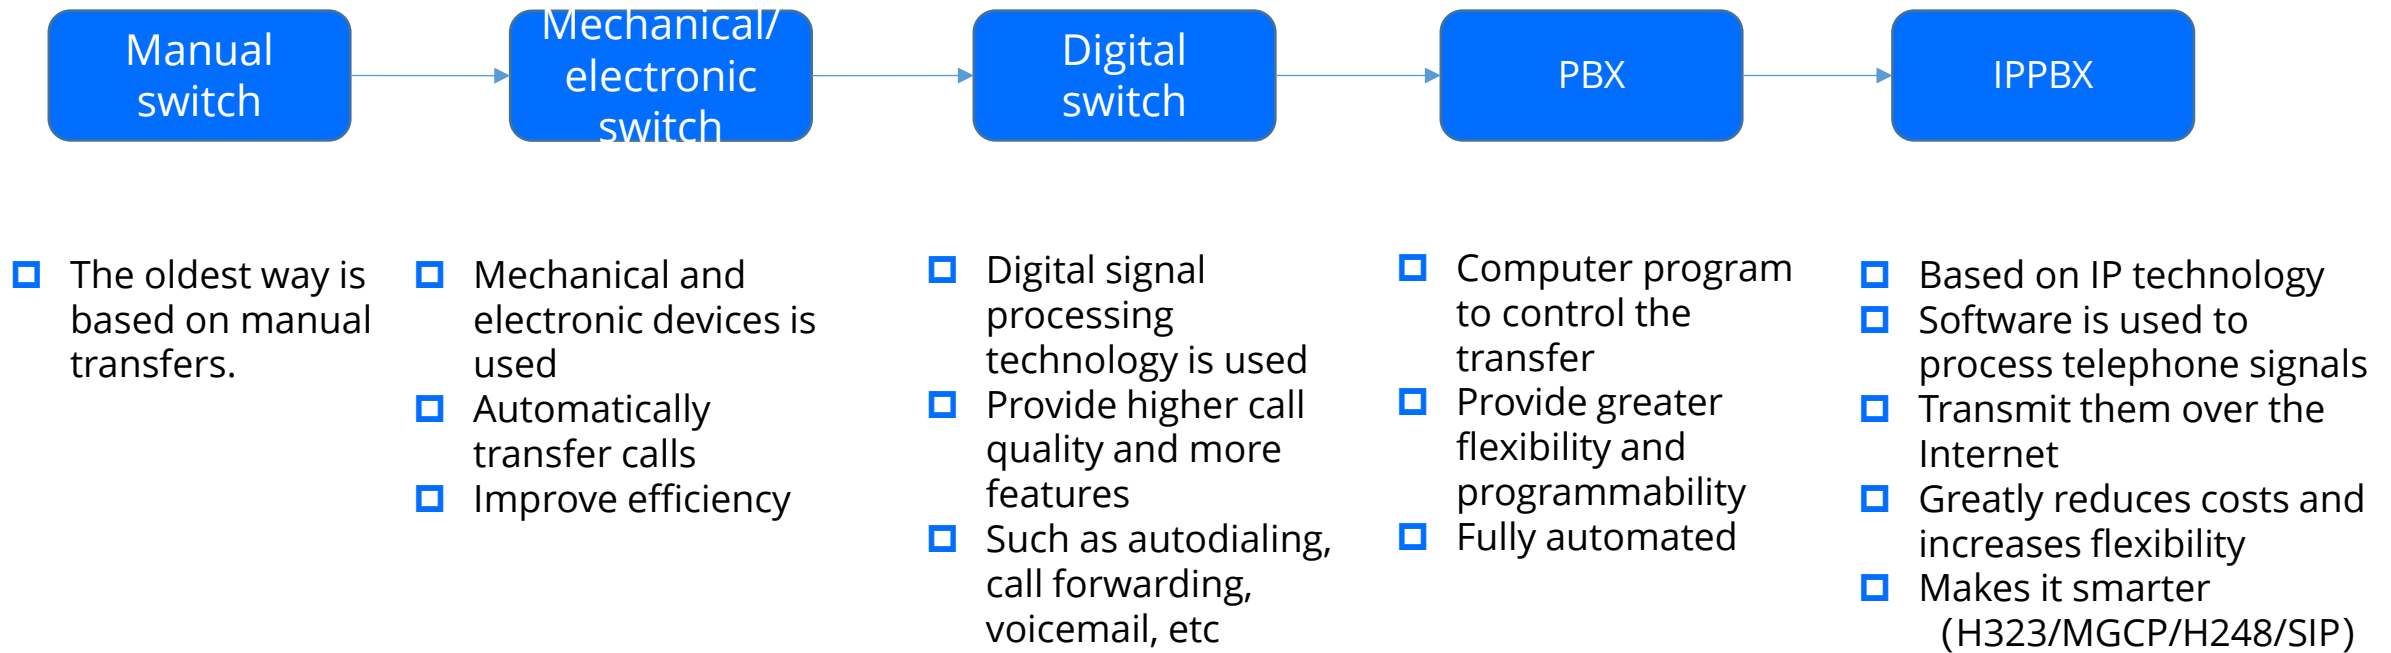 Manual
switch
Mechanical/
electronic
switch
Digital
switch
PBX
IPPBX
The oldest way is
based on manual
transfers.
Mechanical and
electronic devices is
used
Automatically
transfer calls
Improve efficiency
Digital signal
processing
technology is used
Provide higher call
quality and more
features
Such as autodialing,
call forwarding,
voicemail, etc
Computer program
to control the
transfer
Provide greater
flexibility and
programmability
Fully automated
Based on IP technology
Software is used to
process telephone signals
Transmit them over the
Internet
Greatly reduces costs and
increases flexibility
Makes it smarter
(H323/MGCP/H248/SIP)